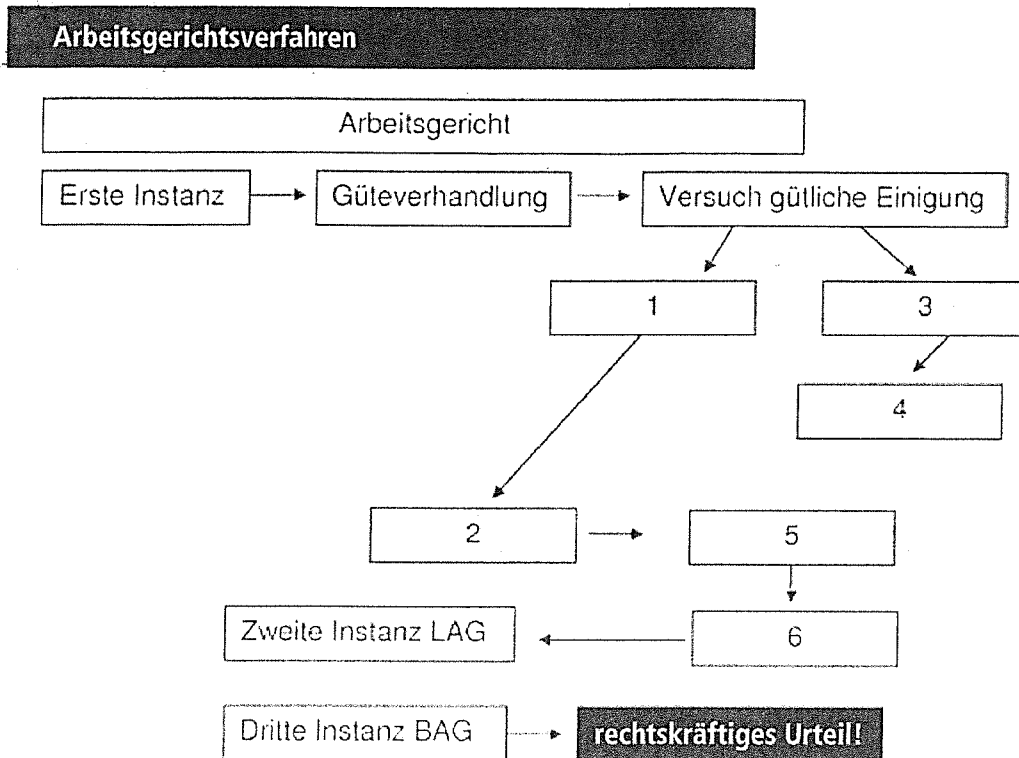 Arbeitsgerichtsverfahren
Arbeitsgericht
Erste Instanz
Güteverhandlung
Versuch gütliche Einigung
1
3
4
2
5
Zweite Instanz LAG
6
Dritte Instanz BAG
rechtskräftiges Urteil!